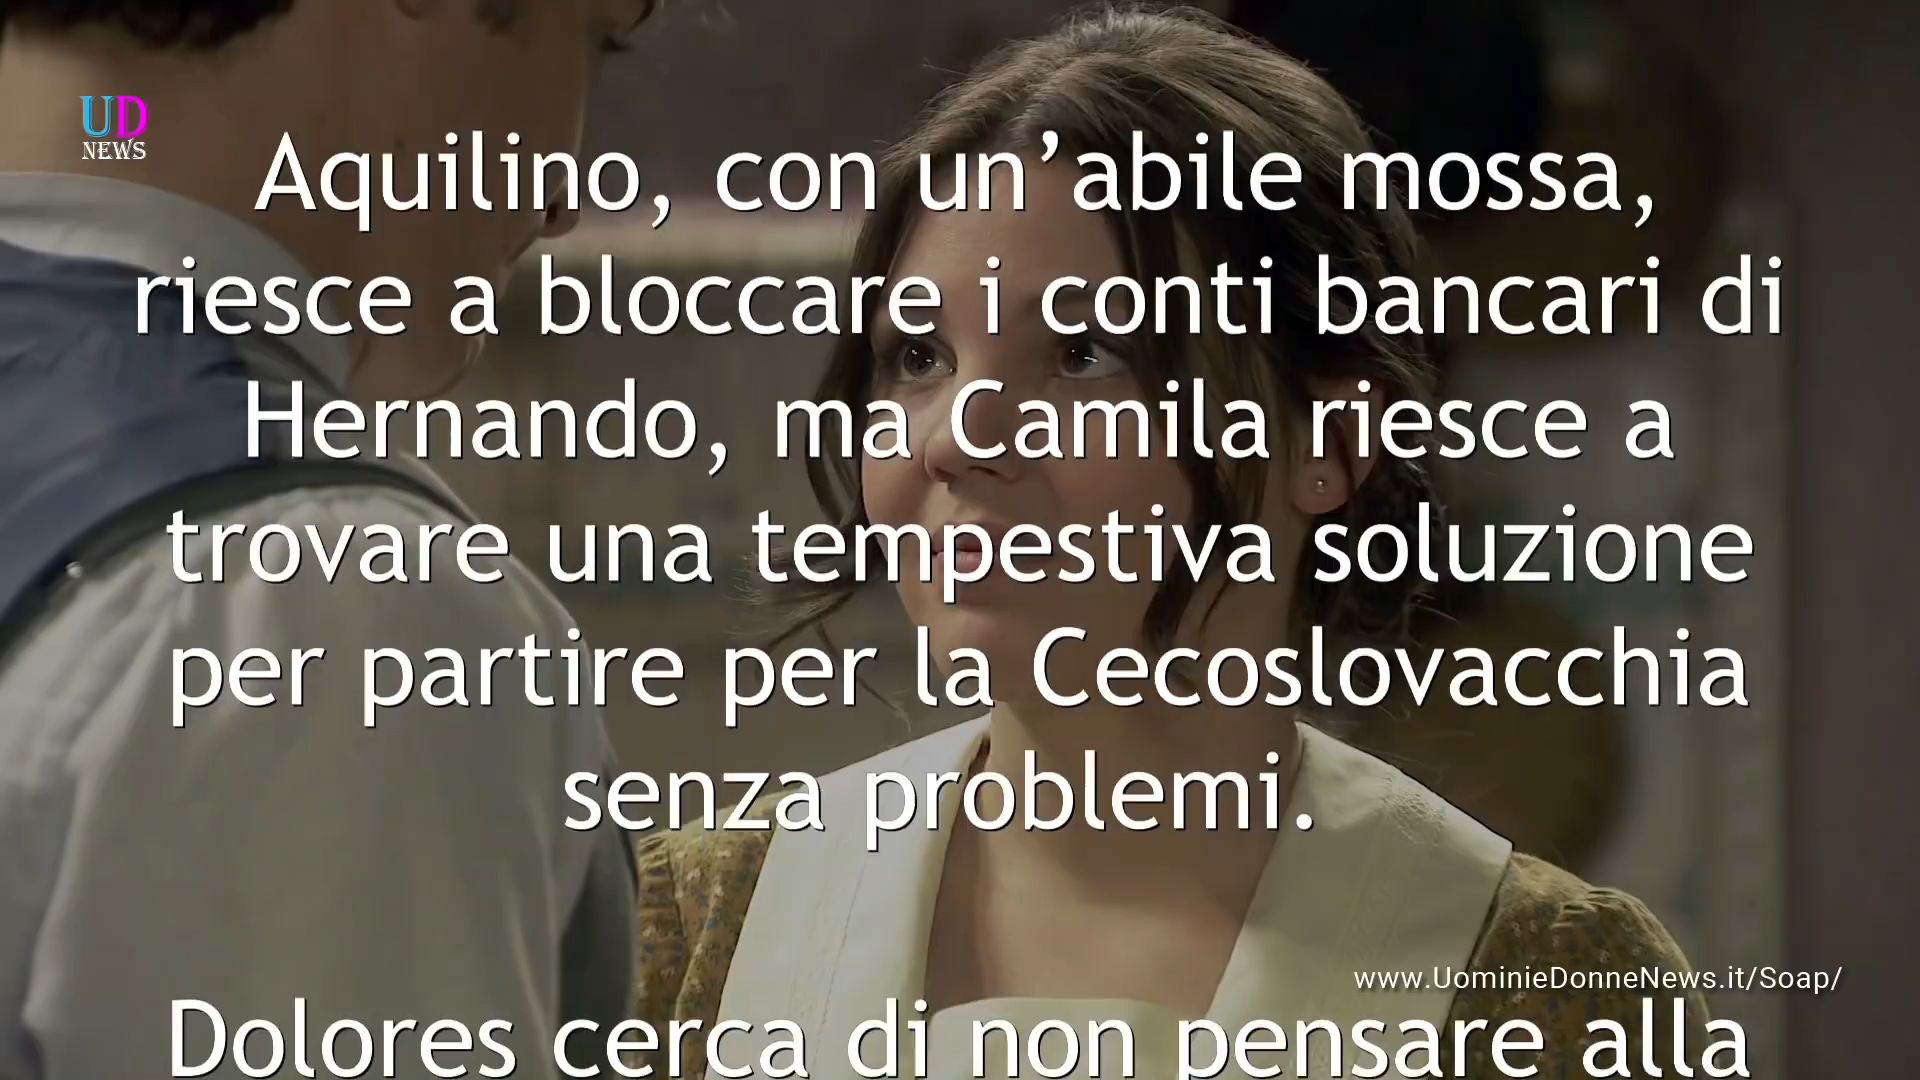 UD
NEWS
Aquilino, con un’abile mossa,
riesce a bloccare i conti bancari di
Hernando, ma Camila riesce a
trovare una tempestiva soluzione
per partire per la Cecoslovacchia
senza problemi.
www.UominieDonneNews.it/Soap/
Dolores cerca di non pensare alla